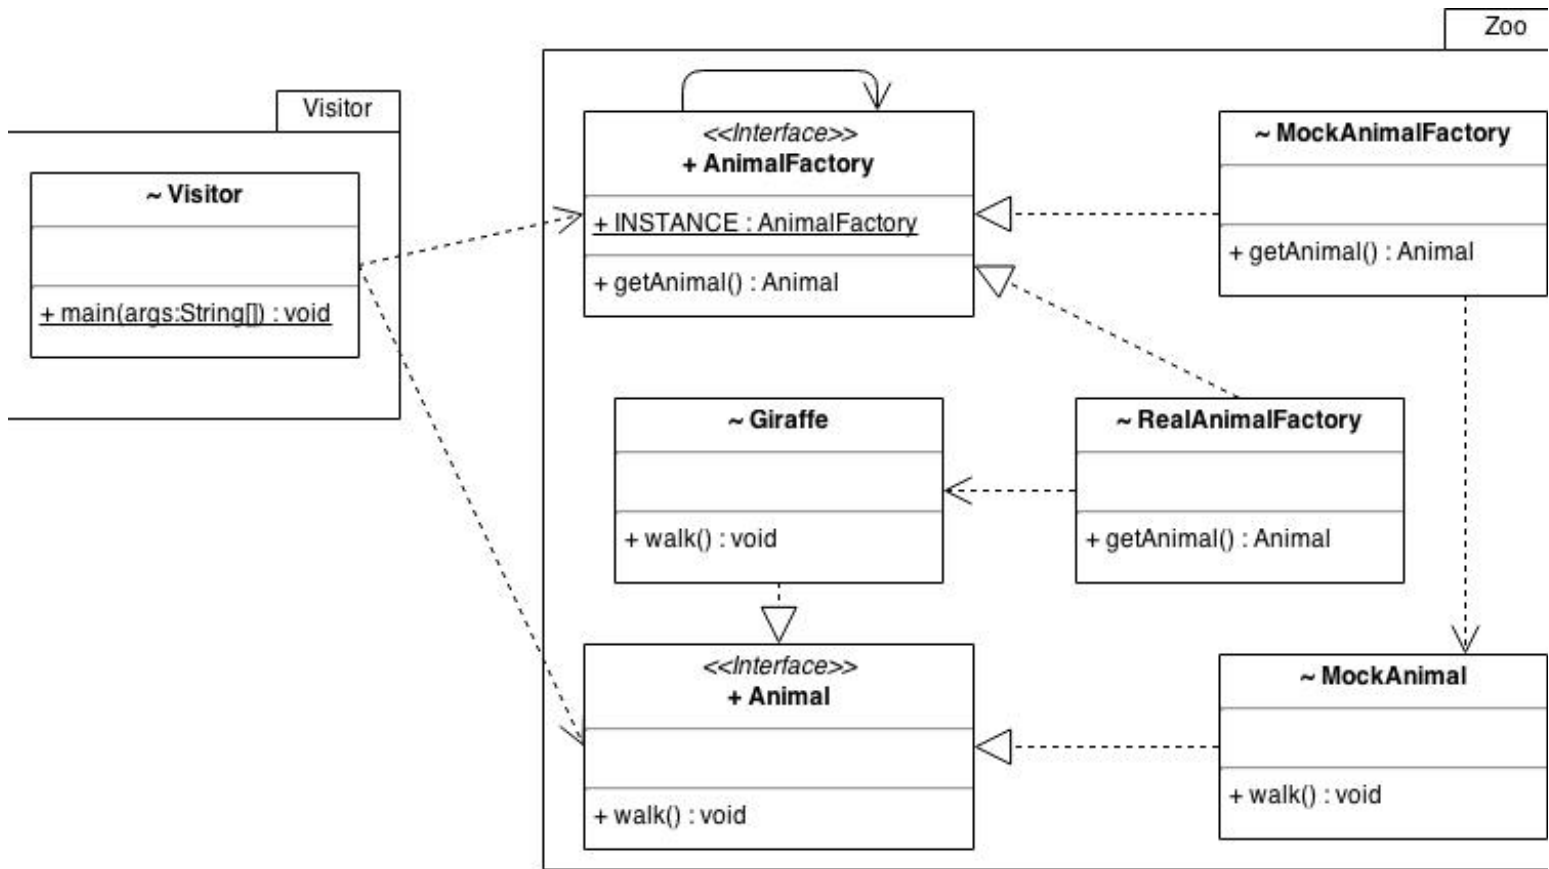 Zoo
Visitor
~ Visitor
+ main(args:String[]) : void
<<Interface>>
+ AnimalFactory
+ INSTANCE : AnimalFactory
+ getAnimal() : Animal
~ MockAnimalFactory
+ getAnimal() : Animal
~ Giraffe
+ walk() : void
~ RealAnimalFactory
+ getAnimal() : Animal
<<Interface>>
+ Animal
+ walk() : void
~ MockAnimal
+ walk() : void